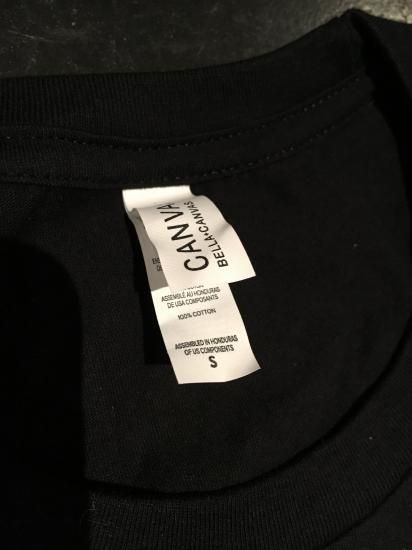 CANVA
BELLA+CANVAS
ASSEMBLÉ AU HONDURAS
DE USA COMPOSANTS
100% COTTON
ASSEMBLED IN HONDURAS
OF US COMPONENTS
S